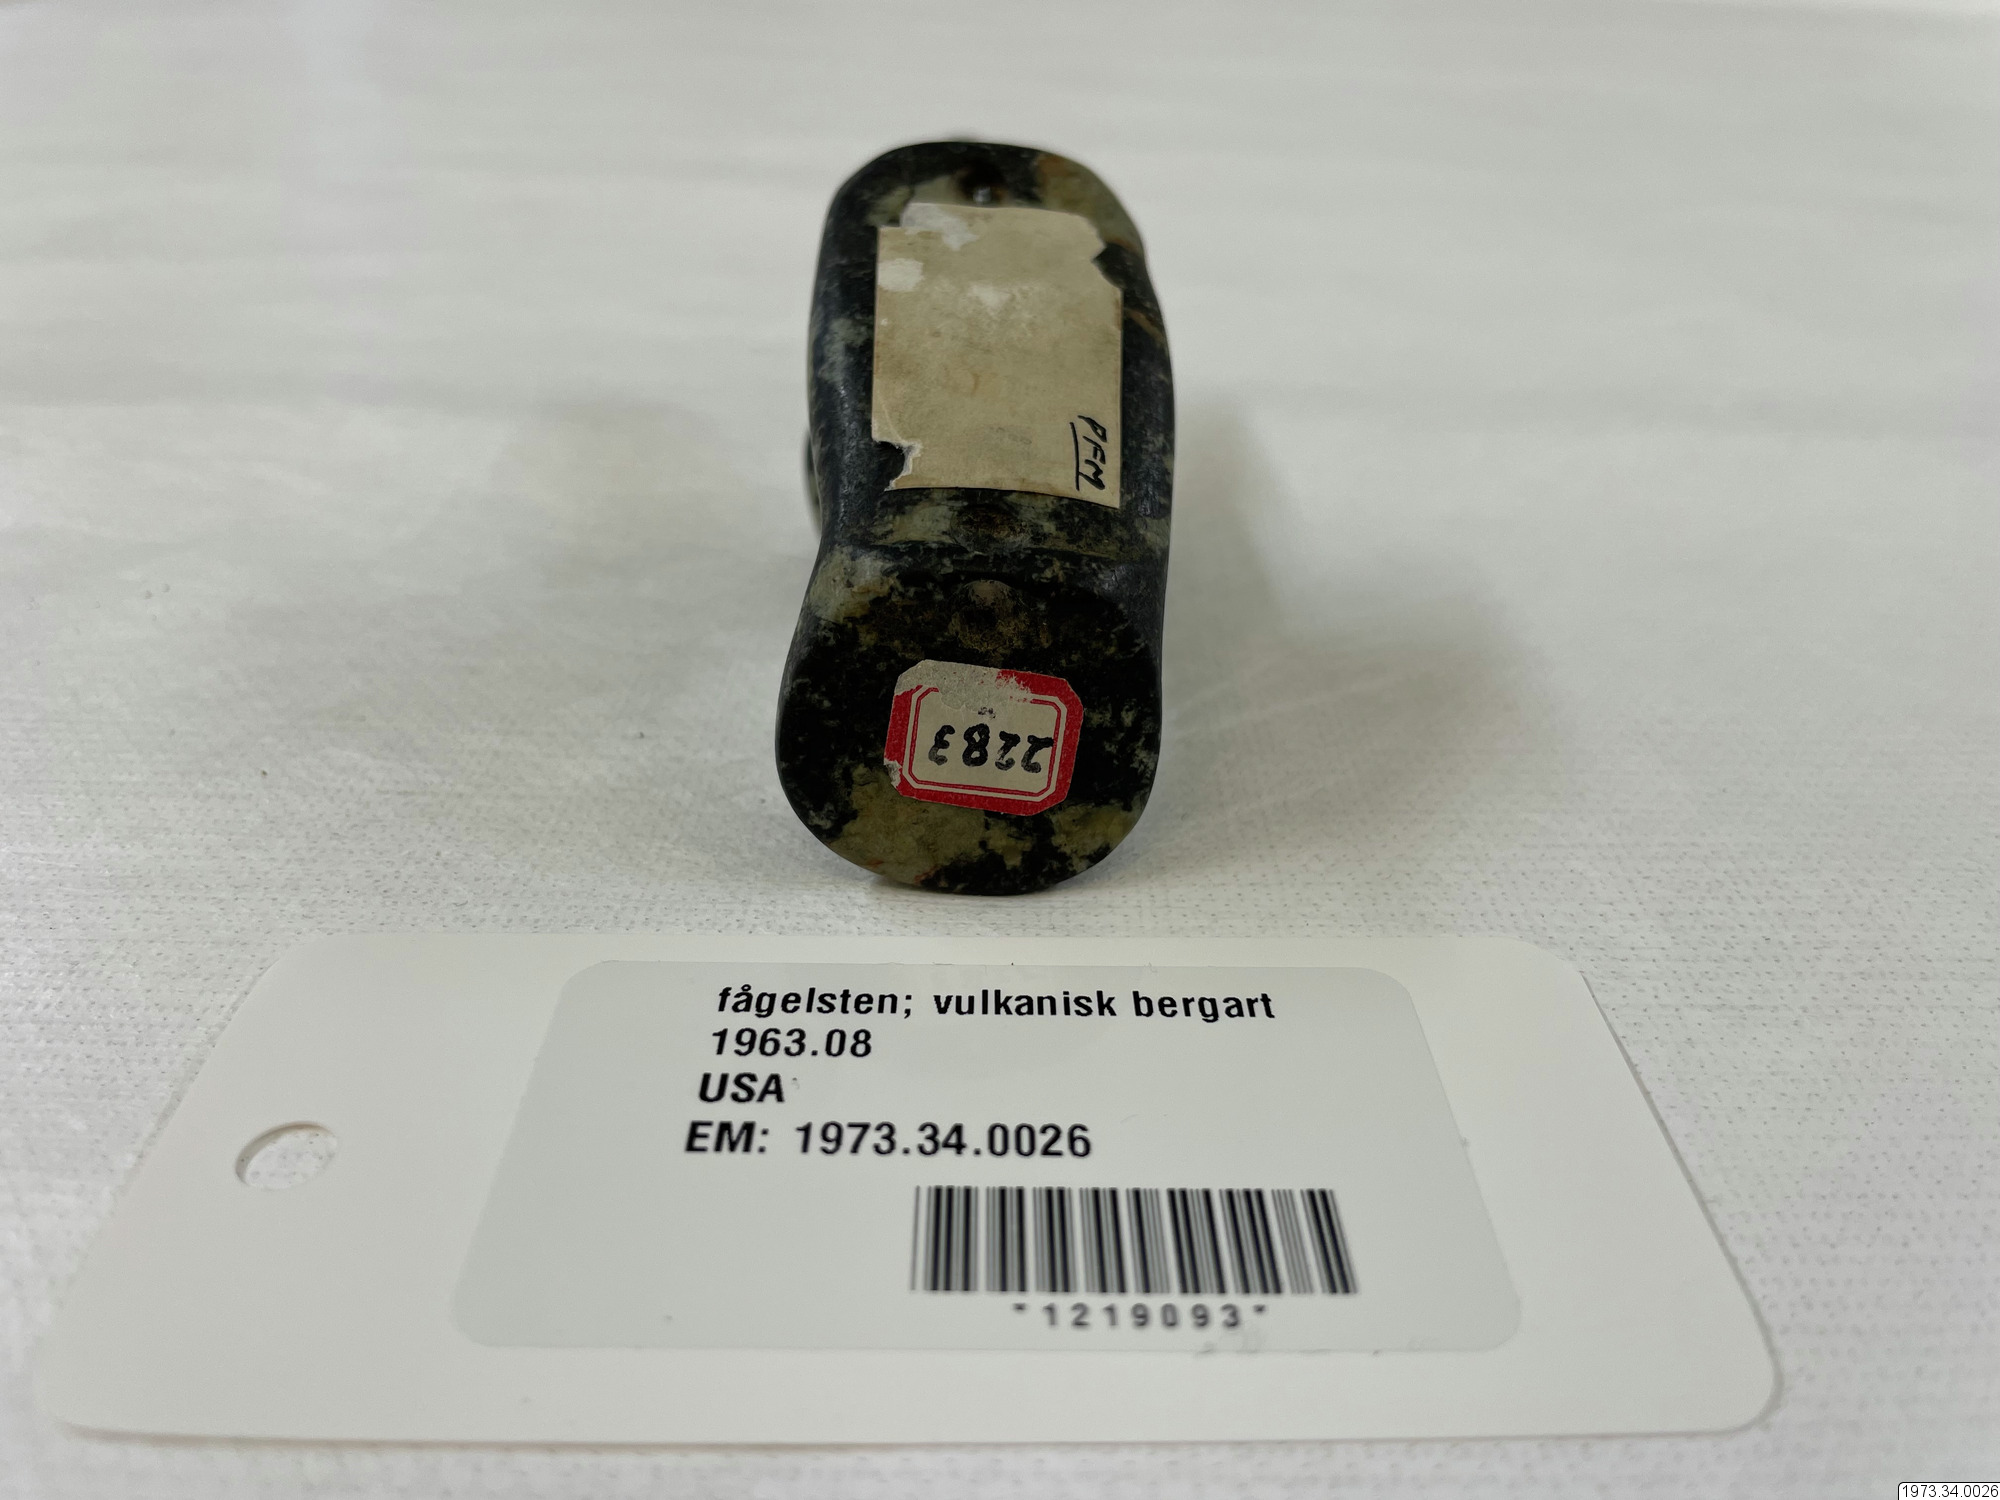 PFM
2283
fågelsten; vulkanisk bergart
1963.08
USA
EM: 1973.34.0026
*1219093*
1973.34.0026